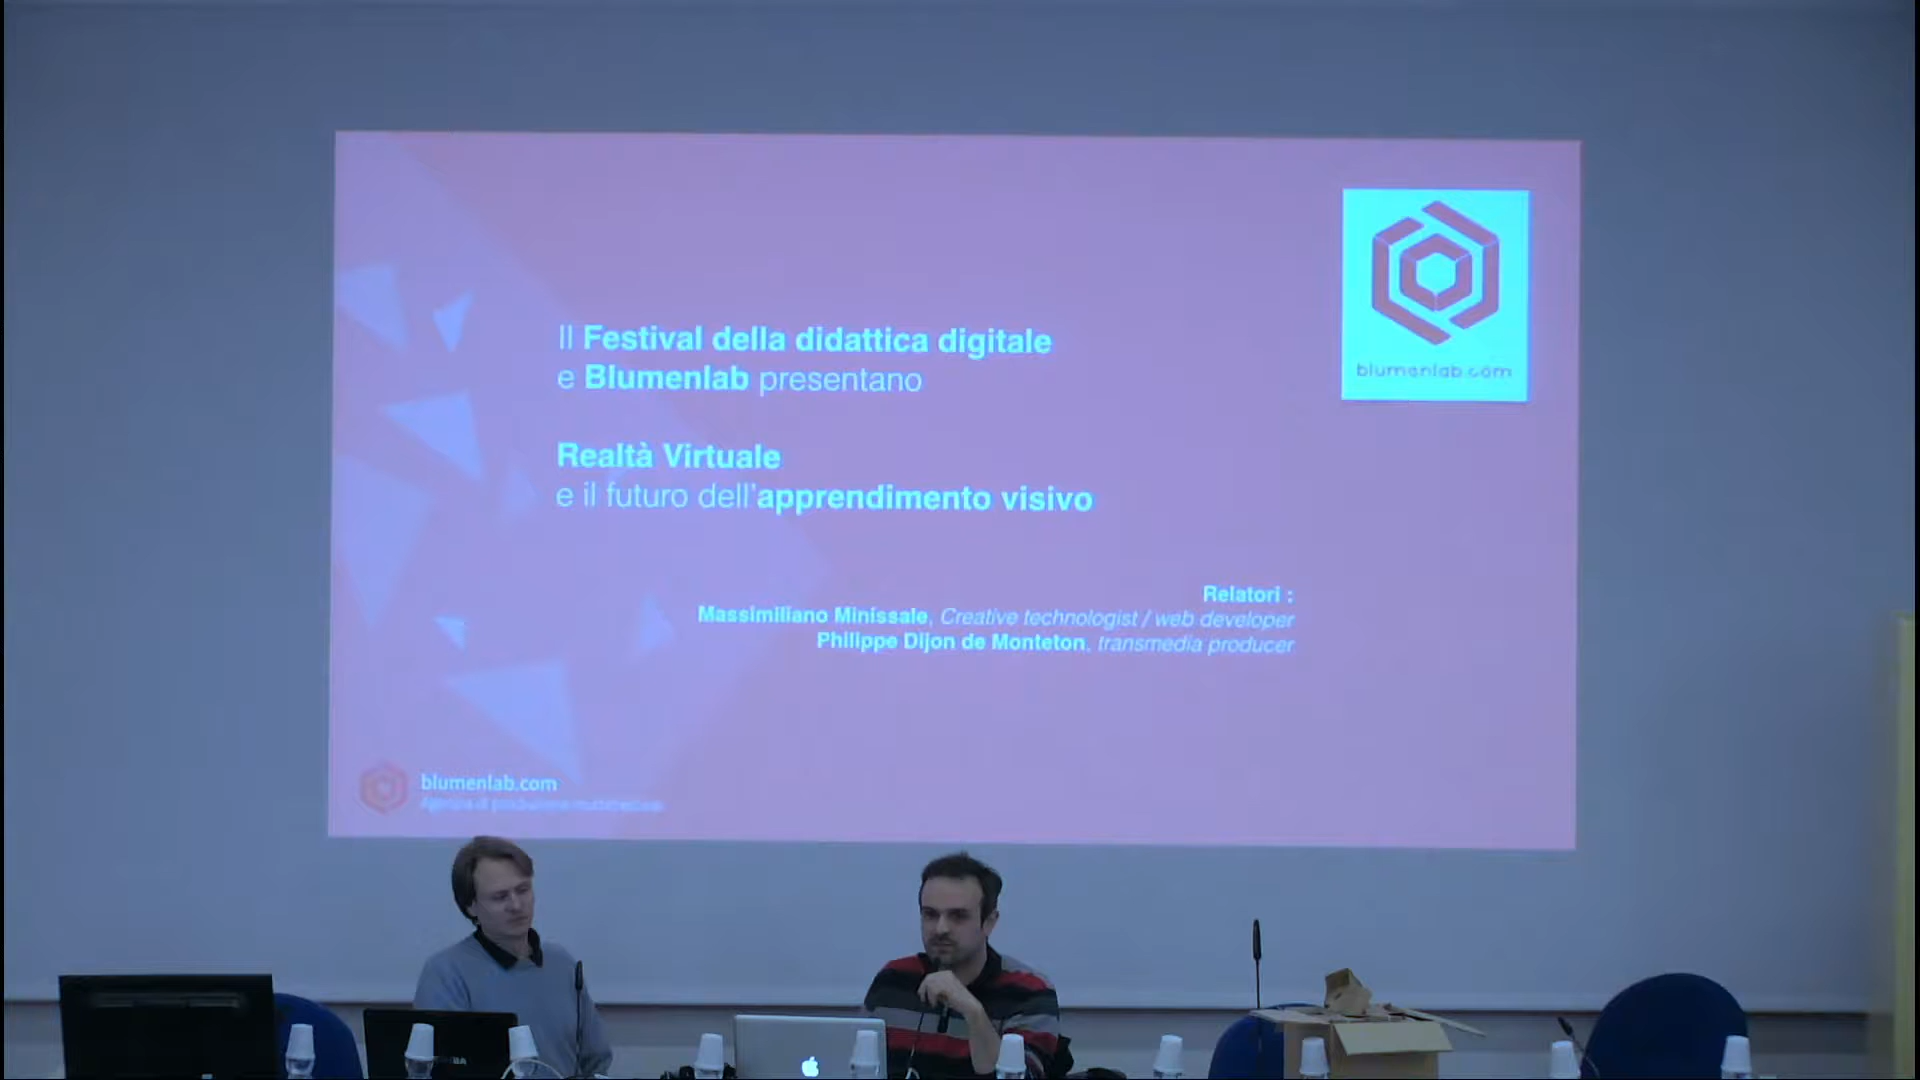 Il Festival della didattica digitale
e Blumenlab presentano
Realtà Virtuale
e il futuro dell'apprendimento visivo
Relatori :
Massimiliano Minissale, Creative technologist / web developer
Philippe Dijon de Monteton, transmedia producer
blumenlab.com
blumenlab.com